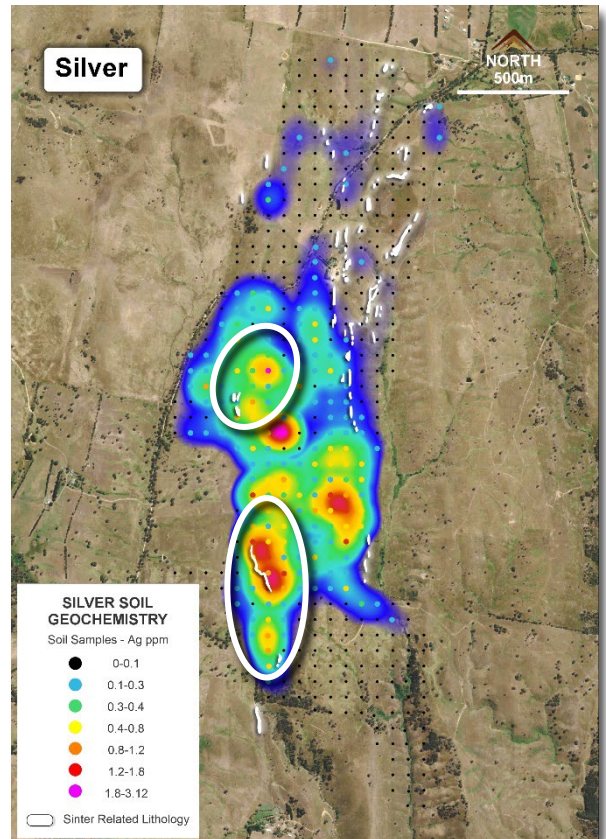 Silver
NORTH
500m
SILVER SOIL
GEOCHEMISTRY
Soil Samples - Ag ppm
0-0.1
0.1-0.3
0.3-0.4
0.4-0.8
0.8-1.2
1.2-1.8
1.8-3.12
Sinter Related Lithology